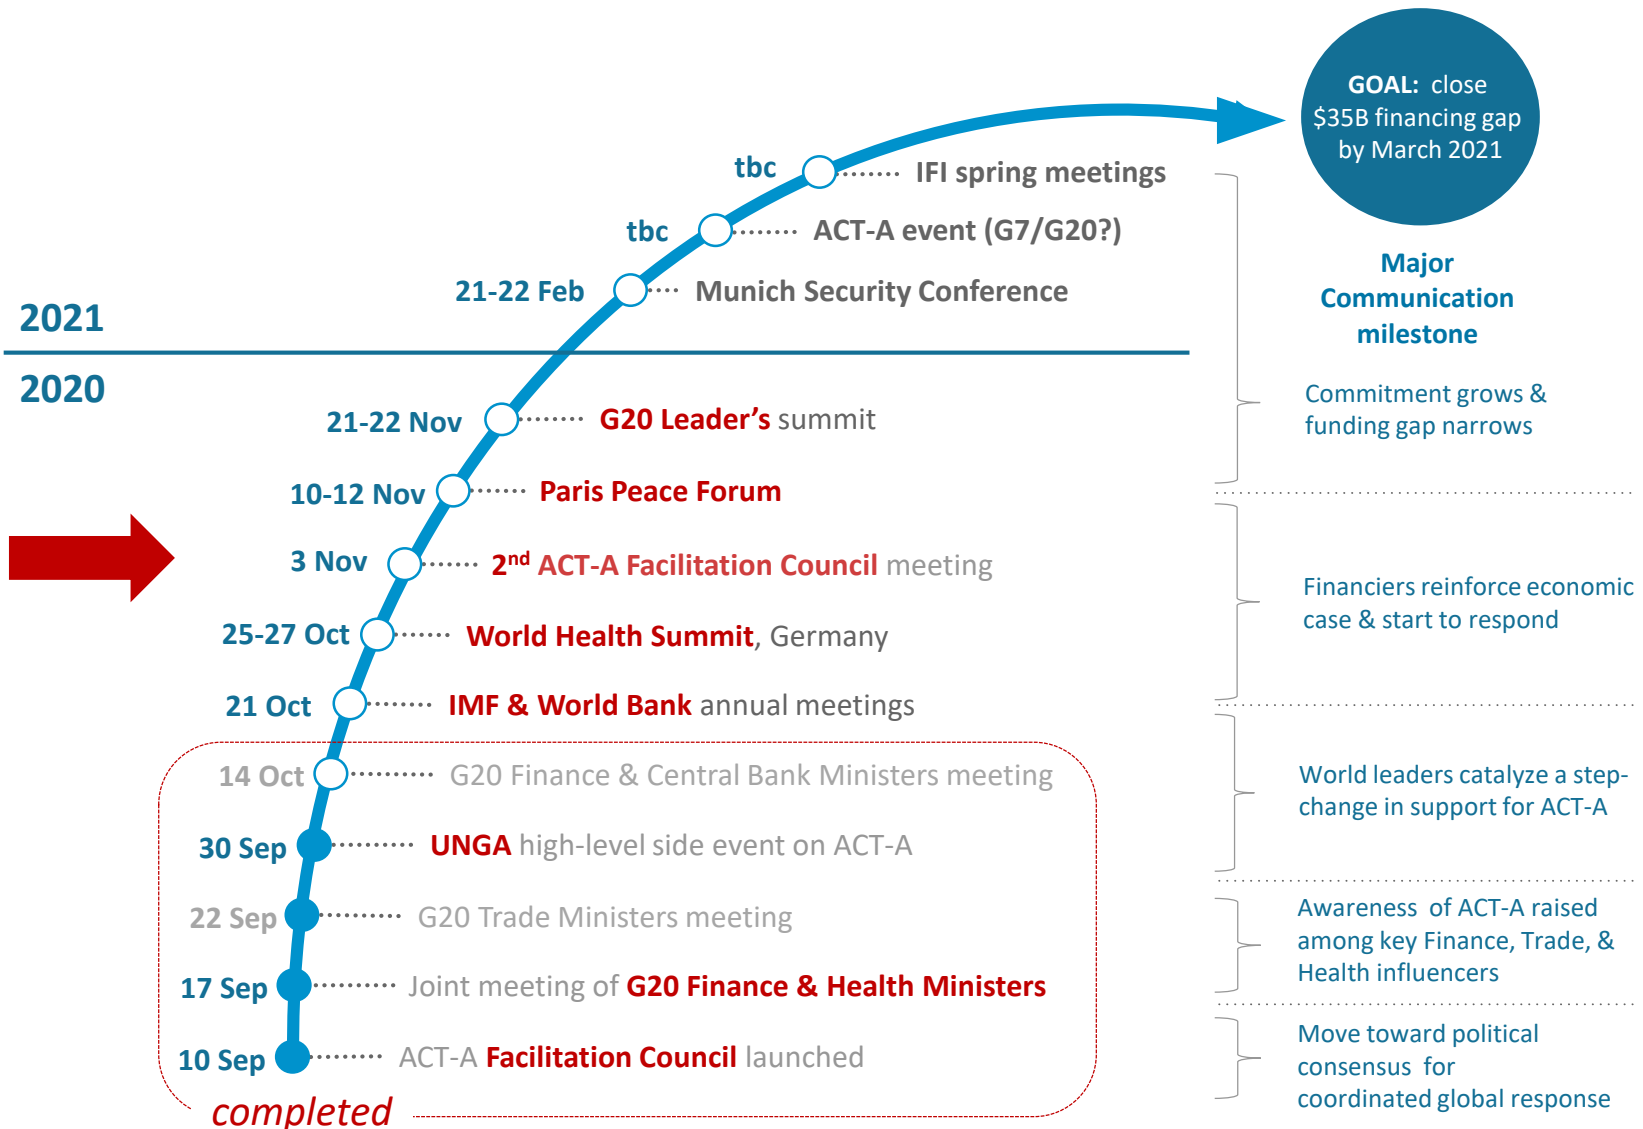 GOAL: close
$35B financing gap
by March 2021
tbc IFI spring meetings
tbc ACT-A event (G7/G20?)
21-22 Feb Munich Security Conference
2021
2020
21-22 Nov G20 Leader’s summit
10-12 Nov Paris Peace Forum
3 Nov 2nd ACT-A Facilitation Council meeting
25-27 Oct World Health Summit, Germany
21 Oct IMF & World Bank annual meetings
14 Oct G20 Finance & Central Bank Ministers meeting
30 Sep UNGA high-level side event on ACT-A
22 Sep G20 Trade Ministers meeting
17 Sep Joint meeting of G20 Finance & Health Ministers
10 Sep ACT-A Facilitation Council launched
completed
Major
Communication
milestone
Commitment grows &
funding gap narrows
Financiers reinforce economic
case & start to respond
World leaders catalyze a step-
change in support for ACT-A
Awareness of ACT-A raised
among key Finance, Trade, &
Health influencers
Move toward political
consensus for
coordinated global response